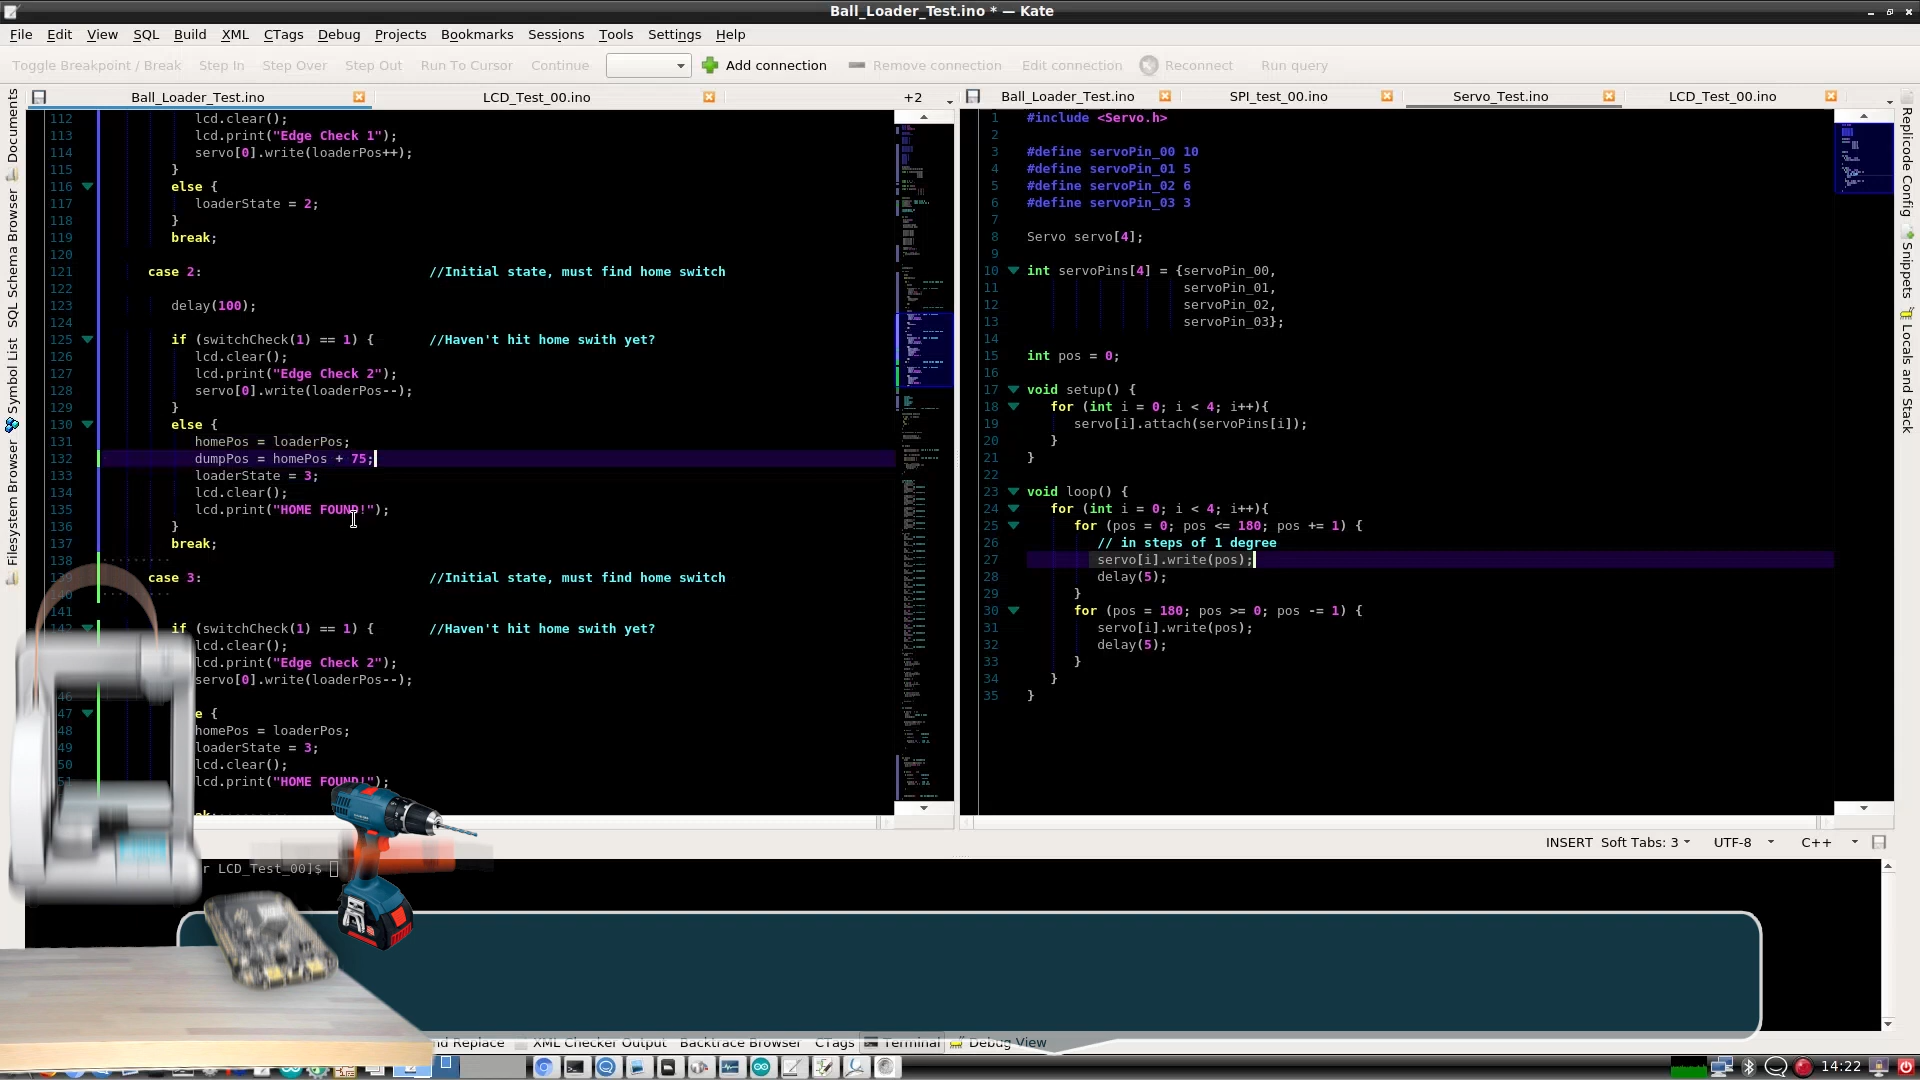 Ball_Loader_Test.ino * — Kate
File Edit View SQL Build XML CTags Debug Projects Bookmarks Sessions Tools Settings Help
Toggle Breakpoint / Break Step In Step Over Step Out Run To Cursor Continue Add connection Remove connection Edit connection Reconnect Run query
Ball_Loader_Test.ino LCD_Test_00.ino +2
112 lcd.clear();
113 lcd.print("Edge Check 1");
114 servo[0].write(loaderPos++);
115 }
116 else {
117 loaderState = 2;
118 }
119 break;
120
121 case 2: //Initial state, must find home switch
122
123 delay(100);
124
125 if (switchCheck(1) == 1) { //Haven't hit home swith yet?
126 lcd.clear();
127 lcd.print("Edge Check 2");
128 servo[0].write(loaderPos--);
129 }
130 else {
131 homePos = loaderPos;
132 dumpPos = homePos + 75;
133 loaderState = 3;
134 lcd.clear();
135 lcd.print("HOME FOUND!");
136 }
137 break;
138
139 case 3: //Initial state, must find home switch
140
141
142 if (switchCheck(1) == 1) { //Haven't hit home swith yet?
lcd.clear();
lcd.print("Edge Check 2");
servo[0].write(loaderPos--);
46
47 e {
48 homePos = loaderPos;
49 loaderState = 3;
50 lcd.clear();
51 lcd.print("HOME FOUND!");
Ball_Loader_Test.ino SPI_test_00.ino Servo_Test.ino LCD_Test_00.ino
1 #include <Servo.h>
2
3 #define servoPin_00 10
4 #define servoPin_01 5
5 #define servoPin_02 6
6 #define servoPin_03 3
7
8 Servo servo[4];
9
10 int servoPins[4] = {servoPin_00,
11 servoPin_01,
12 servoPin_02,
13 servoPin_03};
14
15 int pos = 0;
16
17 void setup() {
18 for (int i = 0; i < 4; i++){
19 servo[i].attach(servoPins[i]);
20 }
21 }
22
23 void loop() {
24 for (int i = 0; i < 4; i++){
25 for (pos = 0; pos <= 180; pos += 1) {
26 // in steps of 1 degree
27 servo[i].write(pos);
28 delay(5);
29 }
30 for (pos = 180; pos >= 0; pos -= 1) {
31 servo[i].write(pos);
32 delay(5);
33 }
34 }
35 }
Documents
SQL Schema Browser
Symbol List
Filesystem Browser
Replicode Config
Snippets
Locals and Stack
INSERT Soft Tabs: 3 UTF-8 C++
r LCD_Test_00]$
nd Replace XML Checker Output Backtrace Browser CTags Terminal Debug View
14:22